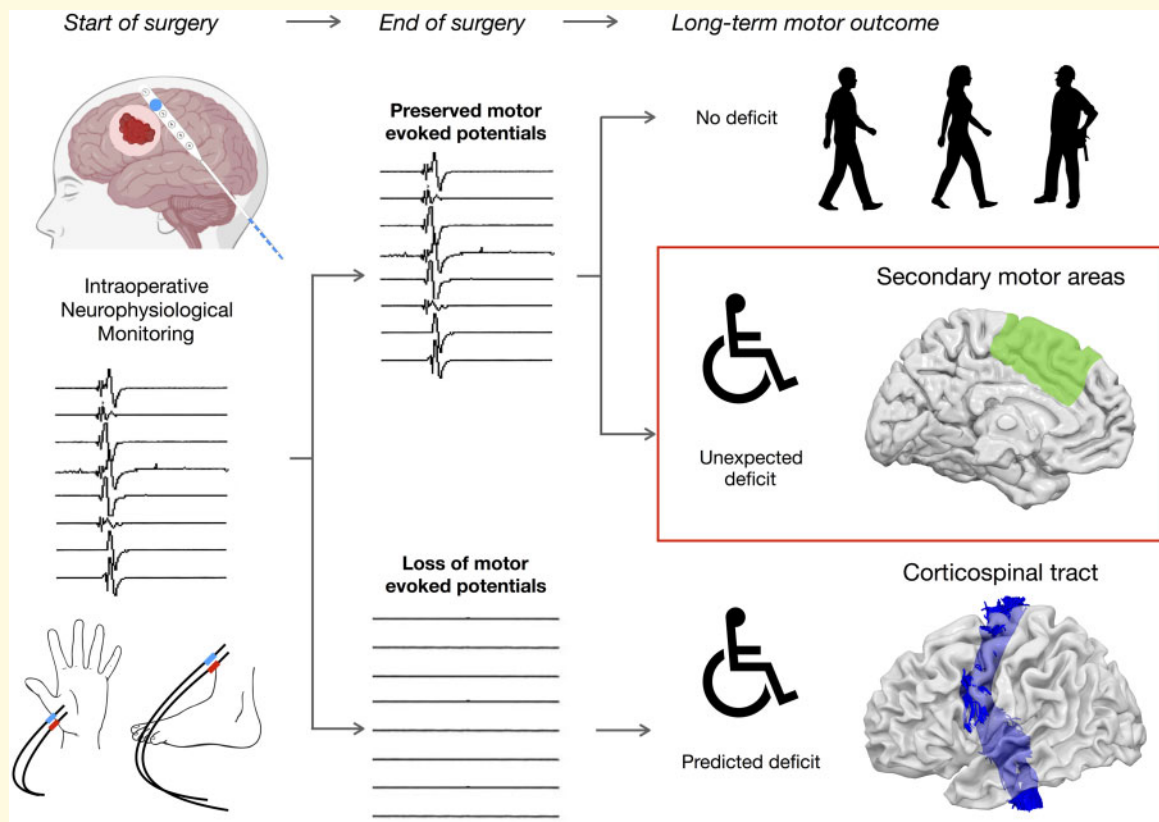 Start of surgery
End of surgery
Long-term motor outcome
Intraoperative
Neurophysiological
Monitoring
Preserved motor
evoked potentials
No deficit
Secondary motor areas
Unexpected
deficit
Loss of motor
evoked potentials
Corticospinal tract
Predicted deficit